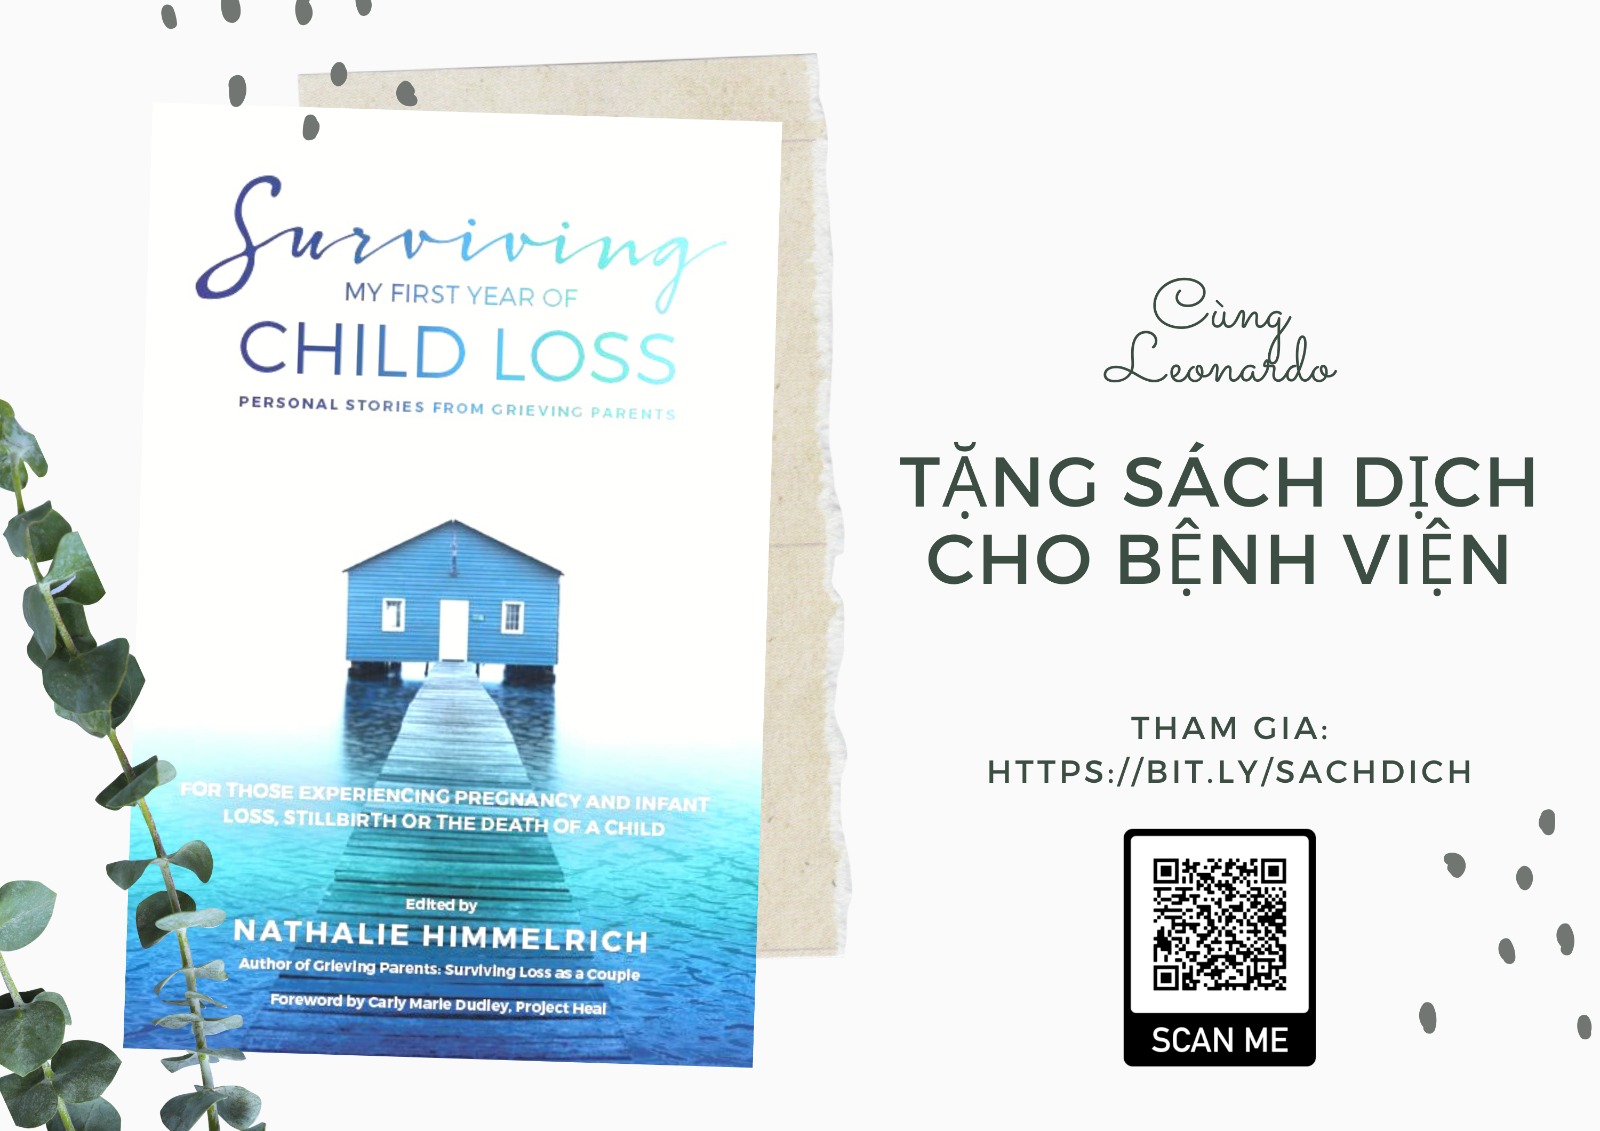 Surviving
MY FIRST YEAR OF
CHILD LOSS
PERSONAL STORIES FROM GRIEVING PARENTS
FOR THOSE EXPERIENCING PREGNANCY AND INFANT
LOSS, STILLBIRTH OR THE DEATH OF A CHILD
Edited by
NATHALIE HIMMELRICH
Author of Grieving Parents: Surviving Loss as a Couple
Foreword by Carly Marie Dudley, Project Heal
Cùng
Leonardo
TẶNG SÁCH DỊCH
CHO BỆNH VIỆN
THAM GIA:
HTTPS://BIT.LY/SACHDICH
SCAN ME